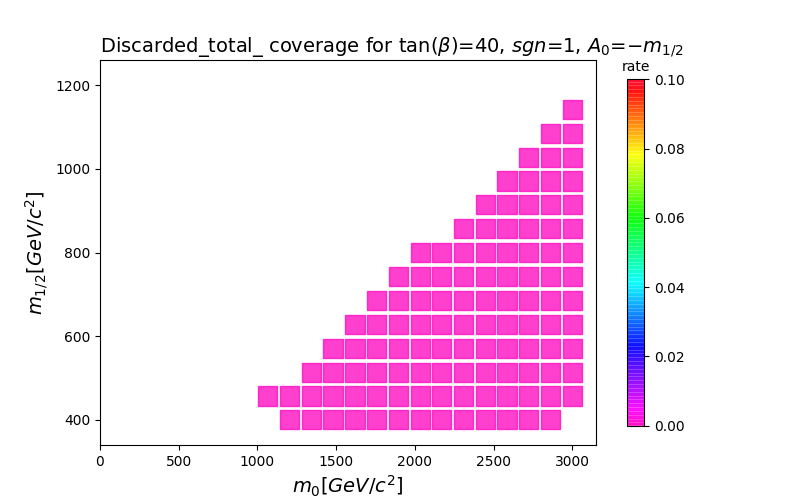 Discarded_total_ coverage for tan(β)=40, sgn=1, A₀=−m₁/₂
rate
0.10
1200
0.08
1000
0.06
800
0.04
600
0.02
400
0.00
m₁/₂[GeV/c²]
0 500 1000 1500 2000 2500 3000
m₀[GeV/c²]